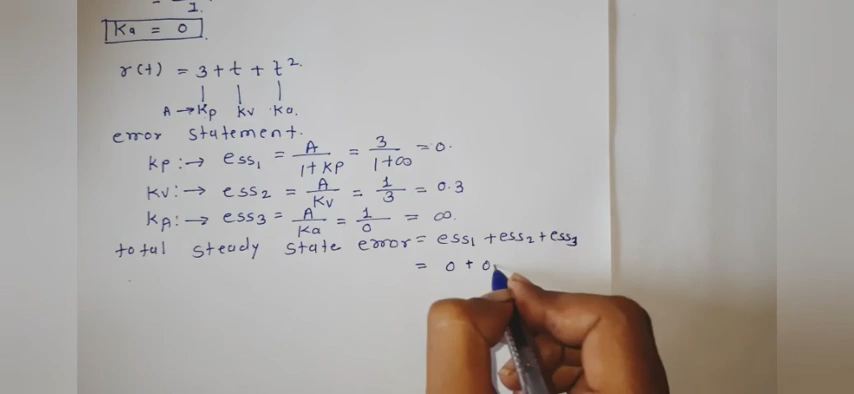 = 1.
Ka = 0
r(t) = 3 + t + t².
A → Kp Kv Ka.
error statement.
Kp :→ ess₁ = A / 1+Kp = 3 / 1+∞ = 0.
Kv :→ ess₂ = A / Kv = 1 / 3 = 0.3
KA :→ ess3 = A / Ka = 1 / 0 = ∞.
total steady state error = ess₁ + ess₂ + ess₃
= 0 + 0